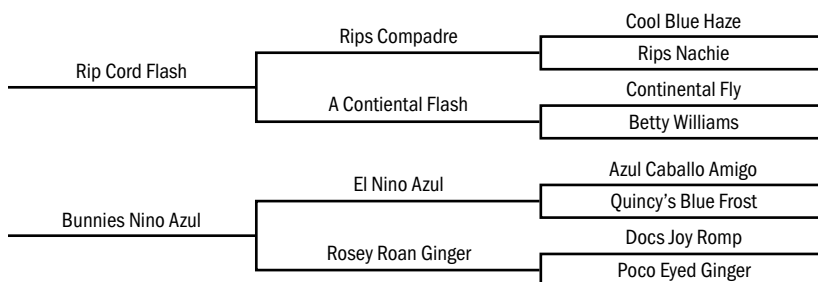 Cool Blue Haze
Rips Compadre
Rips Nachie
Rip Cord Flash
Continental Fly
A Contiental Flash
Betty Williams
Azul Caballo Amigo
El Nino Azul
Quincy's Blue Frost
Bunnies Nino Azul
Docs Joy Romp
Rosey Roan Ginger
Poco Eyed Ginger